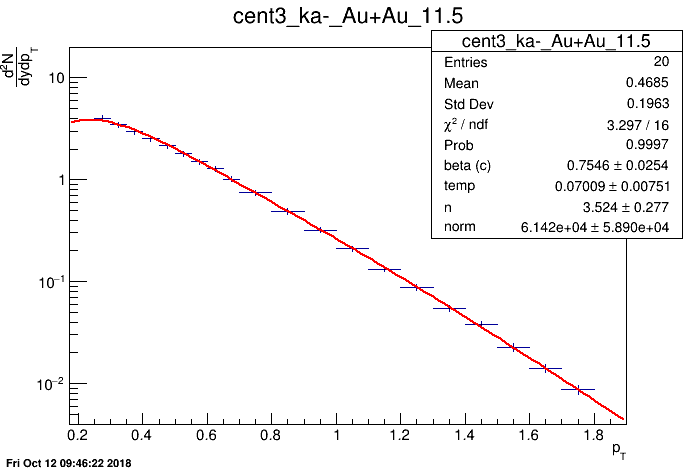 cent3_ka-_Au+Au_11.5
d²N
dydp_T
cent3_ka-_Au+Au_11.5
Entries 20
Mean 0.4685
Std Dev 0.1963
χ² / ndf 3.297 / 16
Prob 0.9997
beta (c) 0.7546 ± 0.0254
temp 0.07009 ± 0.00751
n 3.524 ± 0.277
norm 6.142e+04 ± 5.890e+04
10
1
10⁻¹
10⁻²
0.2 0.4 0.6 0.8 1 1.2 1.4 1.6 1.8
p_T
Fri Oct 12 09:46:22 2018